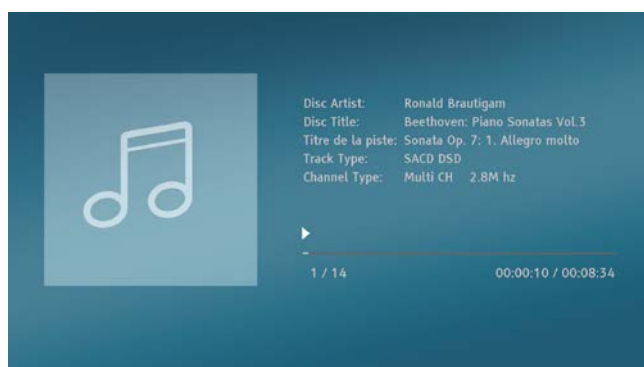 Disc Artist: Ronald Brautigam
Disc Title: Beethoven: Piano Sonatas Vol.3
Titre de la piste: Sonata Op. 7: 1. Allegro molto
Track Type: SACD DSD
Channel Type: Multi CH 2.8M hz
1 / 14 00:00:10 / 00:08:34